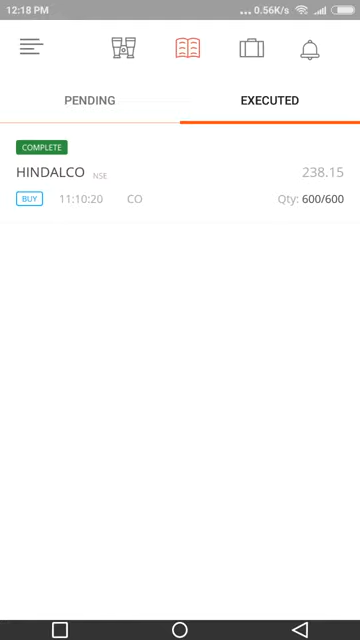 12:18 PM ... 0.56K/s
PENDING EXECUTED
COMPLETE
HINDALCO NSE 238.15
BUY 11:10:20 CO Qty: 600/600